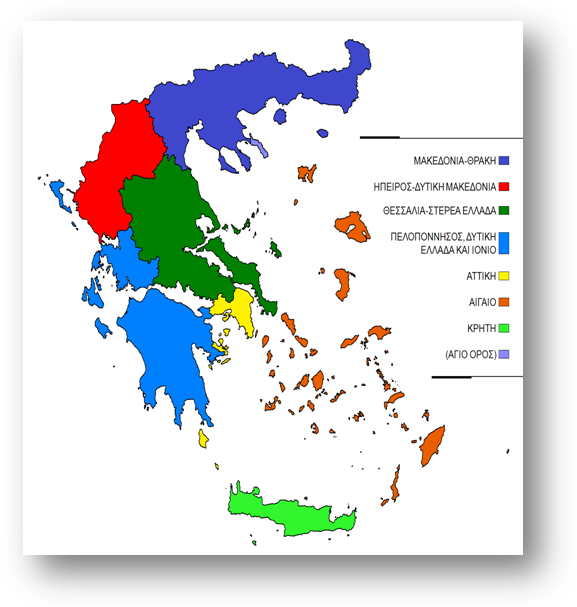 ΜΑΚΕΔΟΝΙΑ-ΘΡΑΚΗ
ΗΠΕΙΡΟΣ-ΔΥΤΙΚΗ ΜΑΚΕΔΟΝΙΑ
ΘΕΣΣΑΛΙΑ-ΣΤΕΡΕΑ ΕΛΛΑΔΑ
ΠΕΛΟΠΟΝΝΗΣΟΣ, ΔΥΤΙΚΗ
ΕΛΛΑΔΑ ΚΑΙ ΙΟΝΙΟ
ΑΤΤΙΚΗ
ΑΙΓΑΙΟ
ΚΡΗΤΗ
(ΑΓΙΟ ΟΡΟΣ)